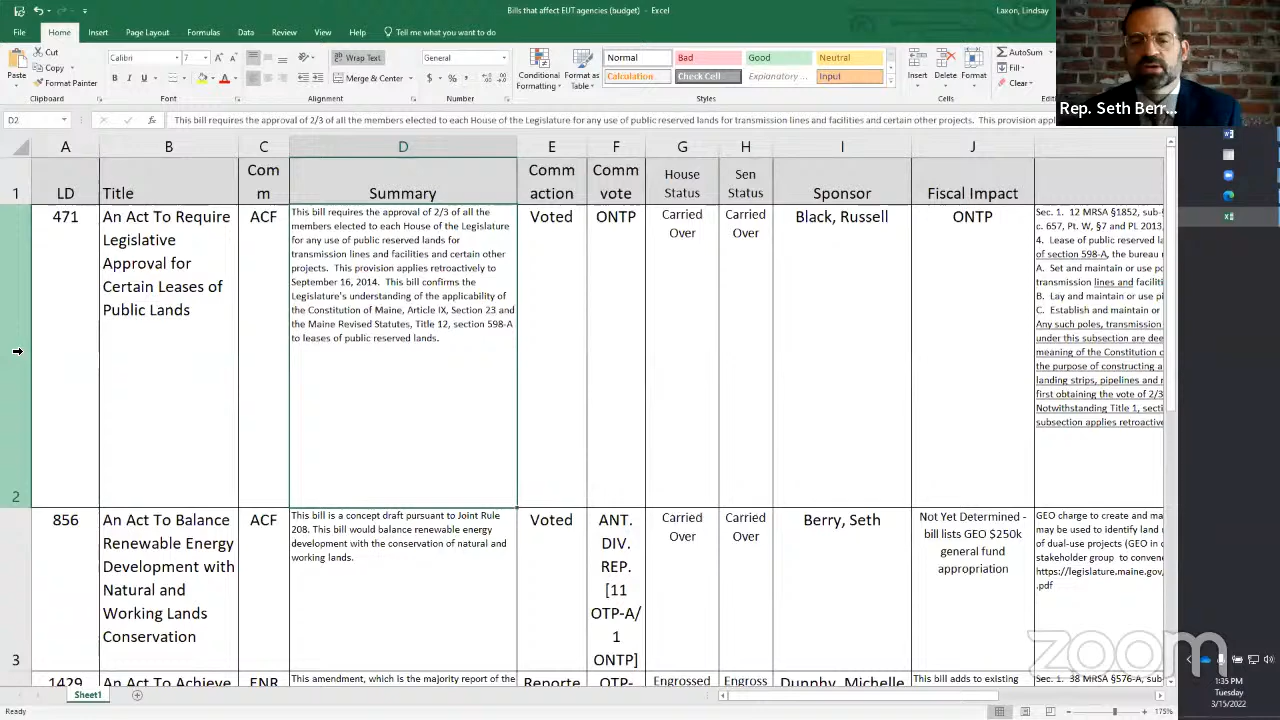 Bills that affect EUT agencies (budget) - Excel
Laxon, Lindsay
File Home Insert Page Layout Formulas Data Review View Help Tell me what you want to do
Paste
Cut
Copy
Format Painter
Clipboard
Calibri
B I U
Font
Wrap Text
Merge & Center
Alignment
General
$ % ,
Number
Conditional Formatting
Format as Table
Normal Bad Good Neutral
Calculation Check Cell Explanatory ... Input
Styles
Insert Delete Format
Cells
AutoSum
Fill
Clear
Rep. Seth Berr...
D2
This bill requires the approval of 2/3 of all the members elected to each House of the Legislature for any use of public reserved lands for transmission lines and facilities and certain other projects. This provision appl
A B C D E F G H I J
1
LD
Title
Com
m
Summary
Comm
action
Comm
vote
House
Status
Sen
Status
Sponsor
Fiscal Impact
471
An Act To Require
Legislative
Approval for
Certain Leases of
Public Lands
ACF
This bill requires the approval of 2/3 of all the
members elected to each House of the Legislature
for any use of public reserved lands for
transmission lines and facilities and certain other
projects. This provision applies retroactively to
September 16, 2014. This bill confirms the
Legislature's understanding of the applicability of
the Constitution of Maine, Article IX, Section 23 and
the Maine Revised Statutes, Title 12, section 598-A
to leases of public reserved lands.
Voted
ONTP
Carried
Over
Carried
Over
Black, Russell
ONTP
Sec. 1. 12 MRSA §1852, sub-
c. 657, Pt. W, §7 and PL 2013,
4. Lease of public reserved la
of section 598-A, the bureau
A. Set and maintain or use po
transmission lines and facilit
B. Lay and maintain or use pi
C. Establish and maintain or
Any such poles, transmission
under this subsection are dee
meaning of the Constitution o
the purpose of constructing a
landing strips, pipelines and r
first obtaining the vote of 2/3
Notwithstanding Title 1, secti
subsection applies retroactive
2
856
An Act To Balance
Renewable Energy
Development with
Natural and
Working Lands
Conservation
ACF
This bill is a concept draft pursuant to Joint Rule
208. This bill would balance renewable energy
development with the conservation of natural and
working lands.
Voted
ANT.
DIV.
REP.
[11
OTP-A/
1
ONTP]
Carried
Over
Carried
Over
Berry, Seth
Not Yet Determined -
bill lists GEO $250k
general fund
appropriation
GEO charge to create and ma
may be used to identify land
of dual-use projects (GEO in c
stakeholder group to conven
https://legislature.maine.gov,
.pdf
3
1429
An Act To Achieve
ENR
This amendment, which is the majority report of the
Reporte
OTP-
Engrossed
Engrossed
Dunphy, Michelle
This bill adds to existing
Sec. 1. 38 MRSA §576-A, sub
zoom
Sheet1
Ready
175%
1:35 PM
Tuesday
3/15/2022